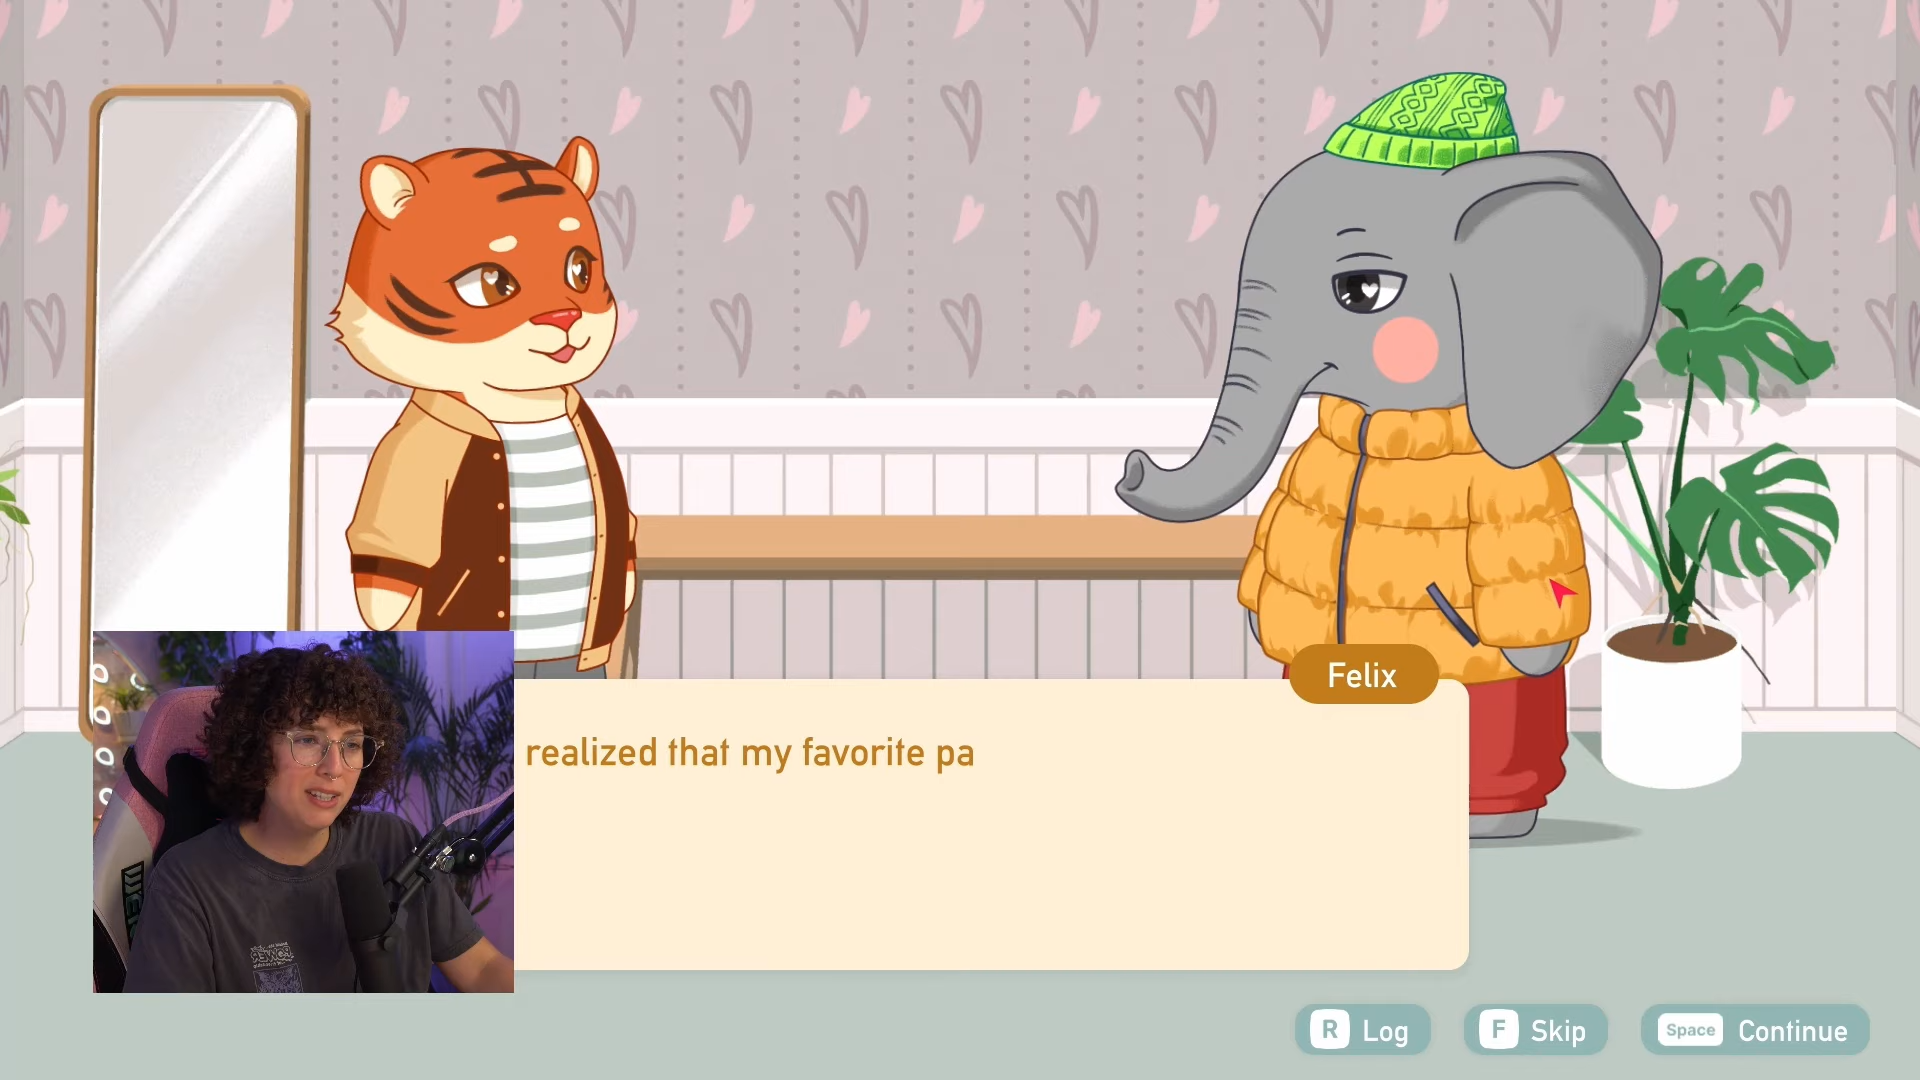 Felix
realized that my favorite pa
R Log
F Skip
Space Continue